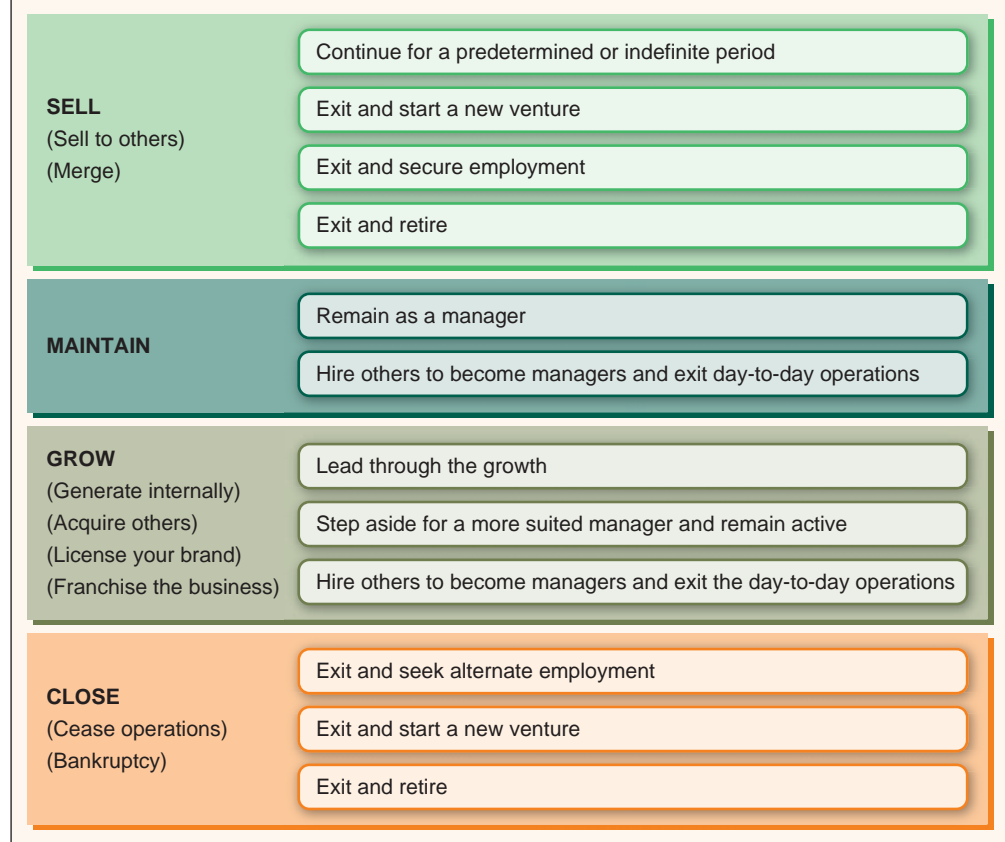 SELL
(Sell to others)
(Merge)
Continue for a predetermined or indefinite period
Exit and start a new venture
Exit and secure employment
Exit and retire
MAINTAIN
Remain as a manager
Hire others to become managers and exit day-to-day operations
GROW
(Generate internally)
(Acquire others)
(License your brand)
(Franchise the business)
Lead through the growth
Step aside for a more suited manager and remain active
Hire others to become managers and exit the day-to-day operations
CLOSE
(Cease operations)
(Bankruptcy)
Exit and seek alternate employment
Exit and start a new venture
Exit and retire